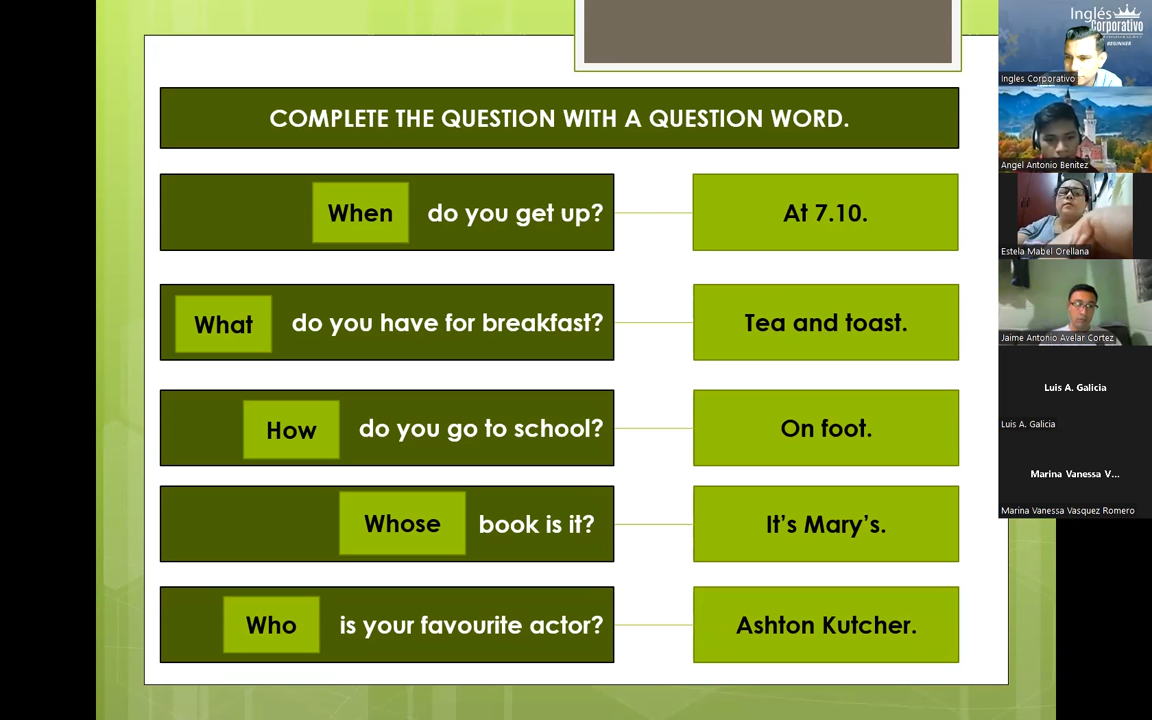 COMPLETE THE QUESTION WITH A QUESTION WORD.
When do you get up?
At 7.10.
What do you have for breakfast?
Tea and toast.
How do you go to school?
On foot.
Whose book is it?
It's Mary's.
Who is your favourite actor?
Ashton Kutcher.
Inglés
Corporativo
BEGINNER
Ingles Corporativo
Angel Antonio Benitez
Estela Mabel Orellana
Jaime Antonio Avelar Cortez
Luis A. Galicia
Luis A. Galicia
Marina Vanessa V...
Marina Vanessa Vasquez Romero